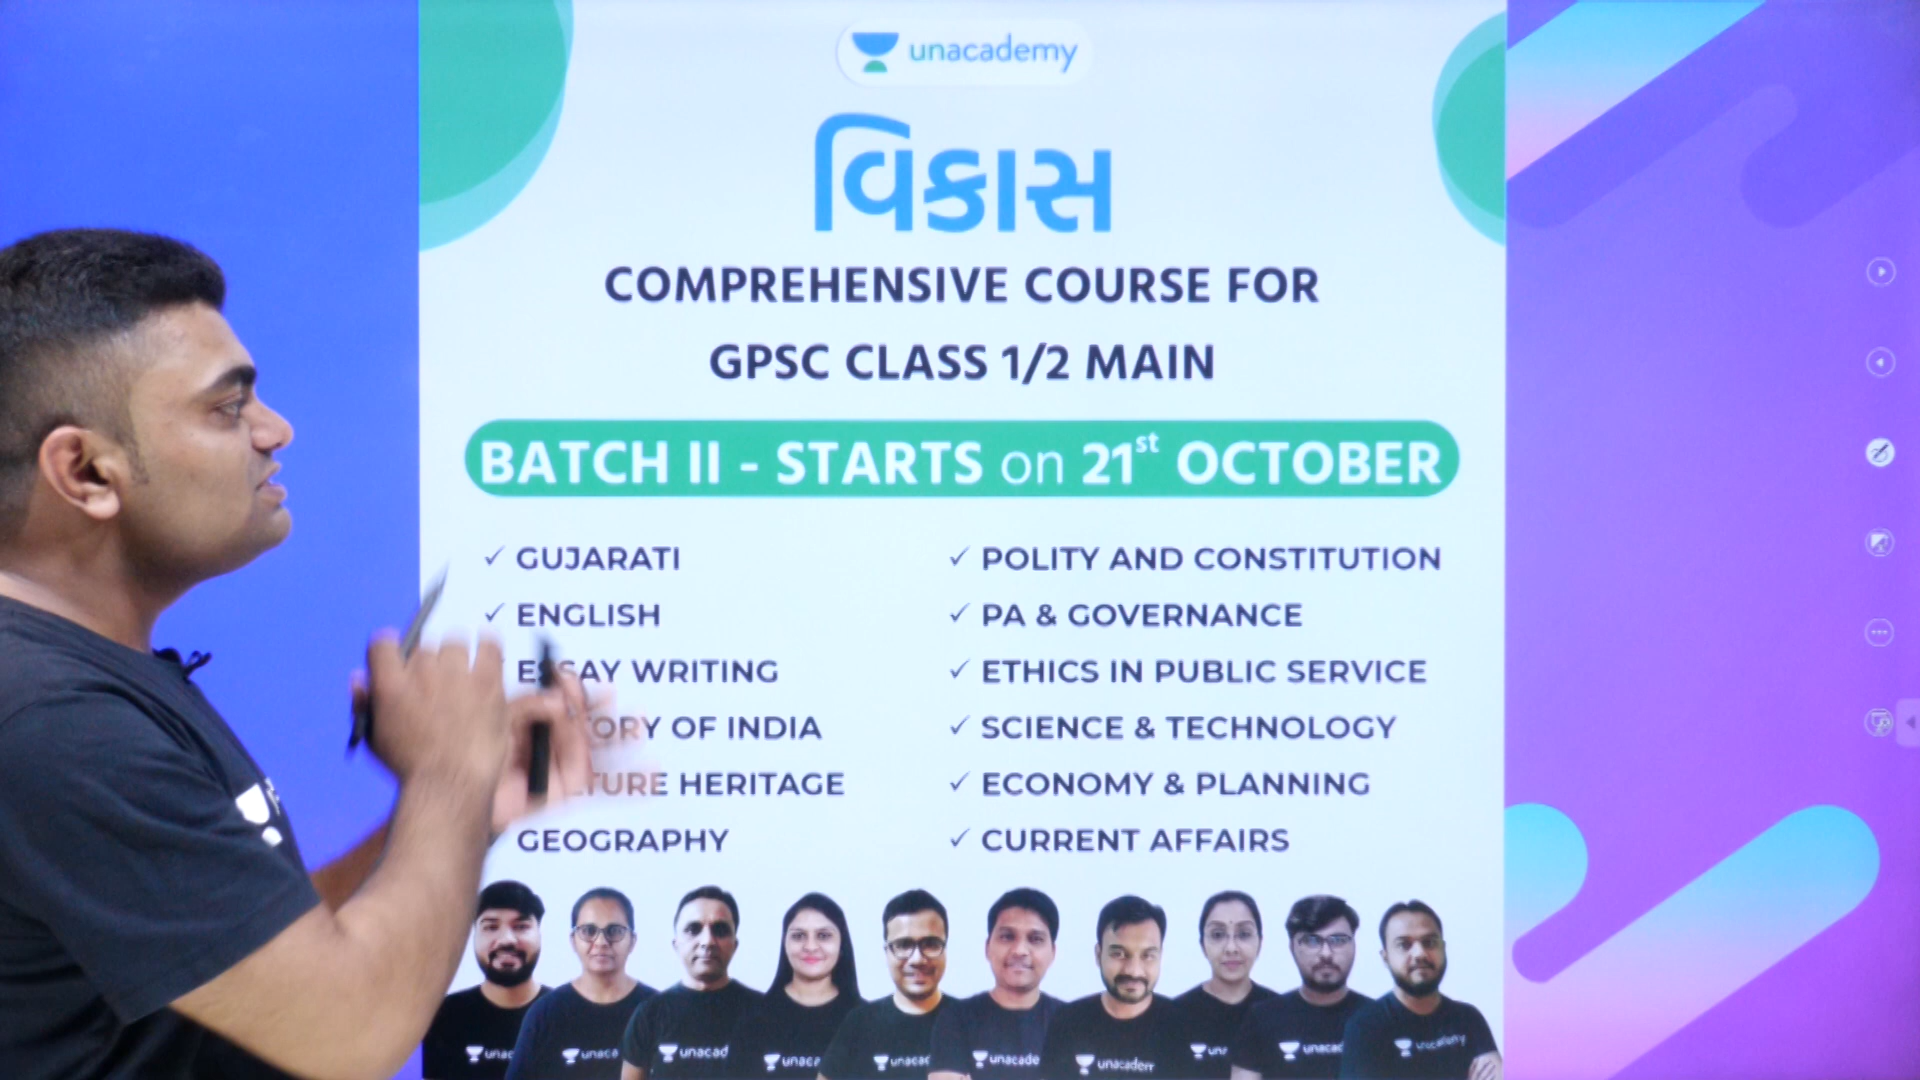 unacademy
વિકાસ
COMPREHENSIVE COURSE FOR
GPSC CLASS 1/2 MAIN
BATCH II - STARTS on 21st OCTOBER
✓ GUJARATI
✓ ENGLISH
ESSAY WRITING
OF INDIA
HERITAGE
GEOGRAPHY
✓ POLITY AND CONSTITUTION
✓ PA & GOVERNANCE
✓ ETHICS IN PUBLIC SERVICE
✓ SCIENCE & TECHNOLOGY
✓ ECONOMY & PLANNING
✓ CURRENT AFFAIRS